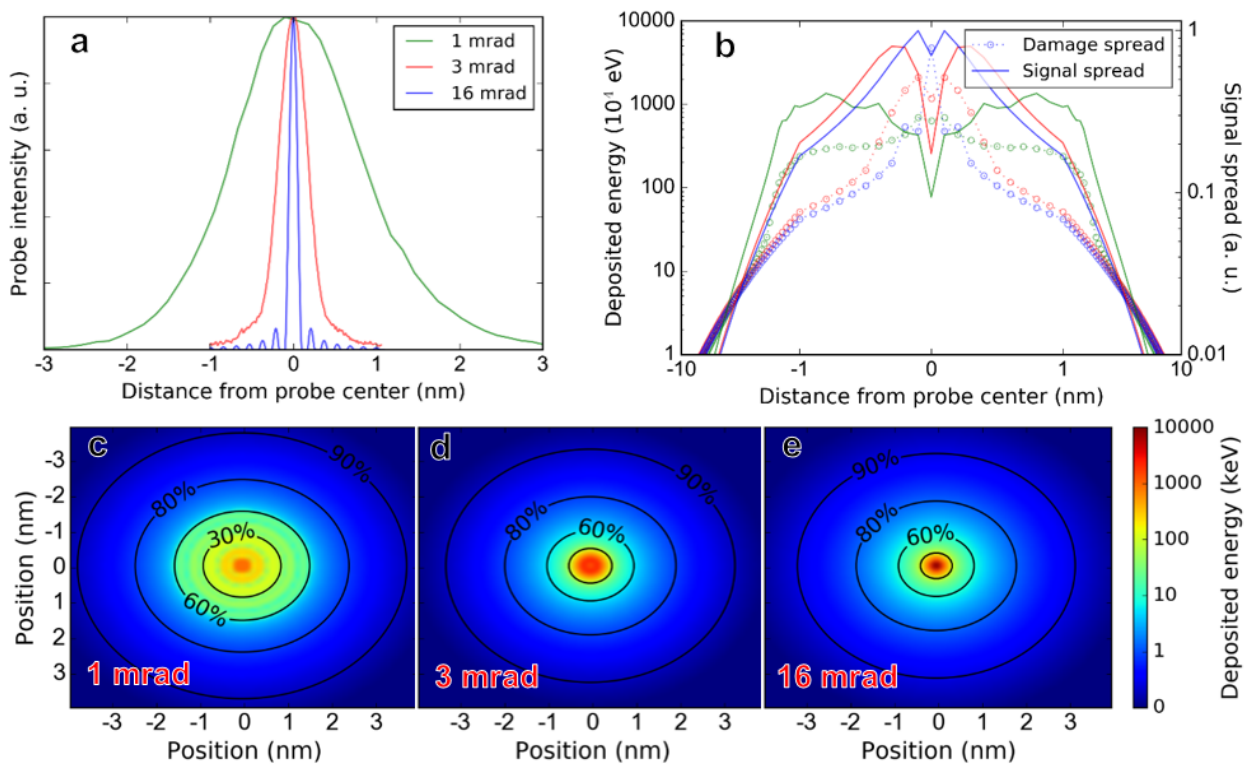 a
1 mrad
3 mrad
16 mrad
Probe intensity (a. u.)
-3 -2 -1 0 1 2 3
Distance from probe center (nm)
b
Damage spread
Signal spread
10000
1000
100
10
1
Deposited energy (10⁻¹ eV)
1
0.1
0.01
Signal spread (a. u.)
-10 -1 0 1 10
Distance from probe center (nm)
c
90%
80%
30%
60%
1 mrad
-3
-2
-1
0
1
2
3
Position (nm)
-3 -2 -1 0 1 2 3
Position (nm)
d
90%
80%
60%
3 mrad
-3 -2 -1 0 1 2 3
Position (nm)
e
90%
80%
60%
16 mrad
-3 -2 -1 0 1 2 3
Position (nm)
10000
1000
100
10
1
0
Deposited energy (keV)